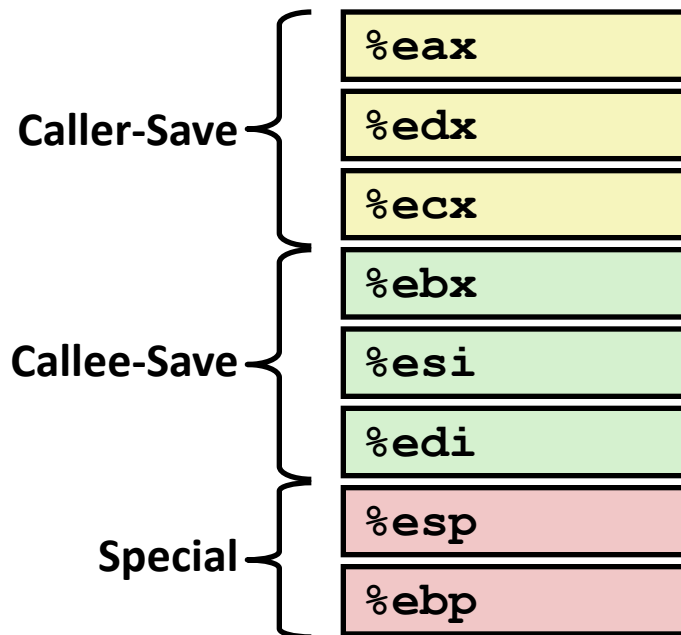 %eax
Caller-Save
%edx
%ecx
%ebx
Callee-Save
%esi
%edi
Special
%esp
%ebp